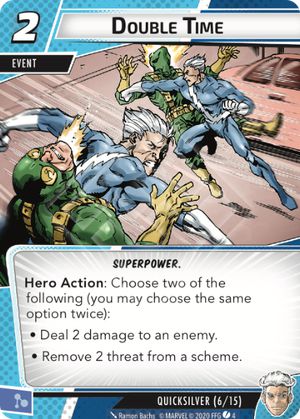 2
DOUBLE TIME
EVENT
SUPERPOWER.
Hero Action: Choose two of the
following (you may choose the same
option twice):
• Deal 2 damage to an enemy.
• Remove 2 threat from a scheme.
QUICKSILVER (6/15)
Ramon Bachs © MARVEL © 2020 FFG